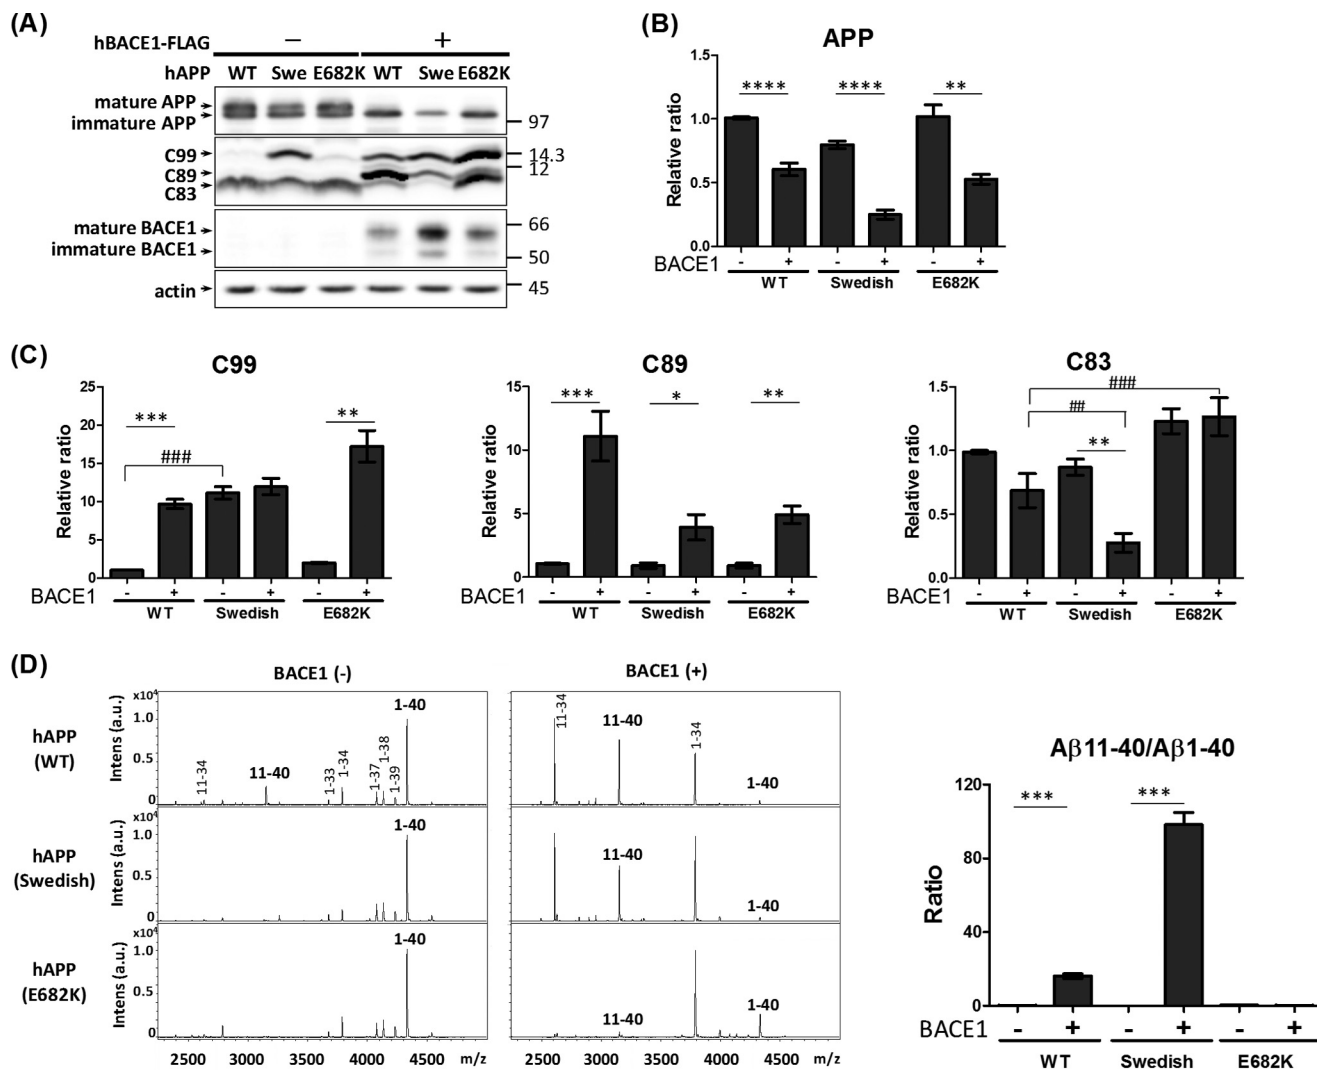 (A)
hBACE1-FLAG − +
hAPP WT Swe E682K WT Swe E682K
mature APP
immature APP
97
C99
14.3
12
C89
C83
mature BACE1
66
immature BACE1
50
actin
45
(B)
APP
Relative ratio
1.5
1.0
0.5
0.0
**** **** **
BACE1 - + - + - +
WT Swedish E682K
(C)
C99
Relative ratio
25
20
15
10
5
0
*** **
###
BACE1 - + - + - +
WT Swedish E682K
C89
Relative ratio
15
10
5
0
*** * **
BACE1 - + - + - +
WT Swedish E682K
C83
Relative ratio
1.5
1.0
0.5
0.0
###
##
**
BACE1 - + - + - +
WT Swedish E682K
(D)
BACE1 (-)
BACE1 (+)
hAPP
(WT)
Intens (a.u.)
x10⁴
1.0
0.5
0
11-34
11-40
1-33
1-34
1-37
1-38
1-39
1-40
11-34
11-40
1-34
1-40
hAPP
(Swedish)
Intens (a.u.)
x10⁴
1.0
0.5
0
1-40
11-40
1-40
hAPP
(E682K)
Intens (a.u.)
x10⁴
1.0
0.5
0
1-40
11-40
1-40
2500 3000 3500 4000 4500 m/z
2500 3000 3500 4000 4500 m/z
Aβ11-40/Aβ1-40
Ratio
120
80
40
0
*** ***
BACE1 - + - + - +
WT Swedish E682K